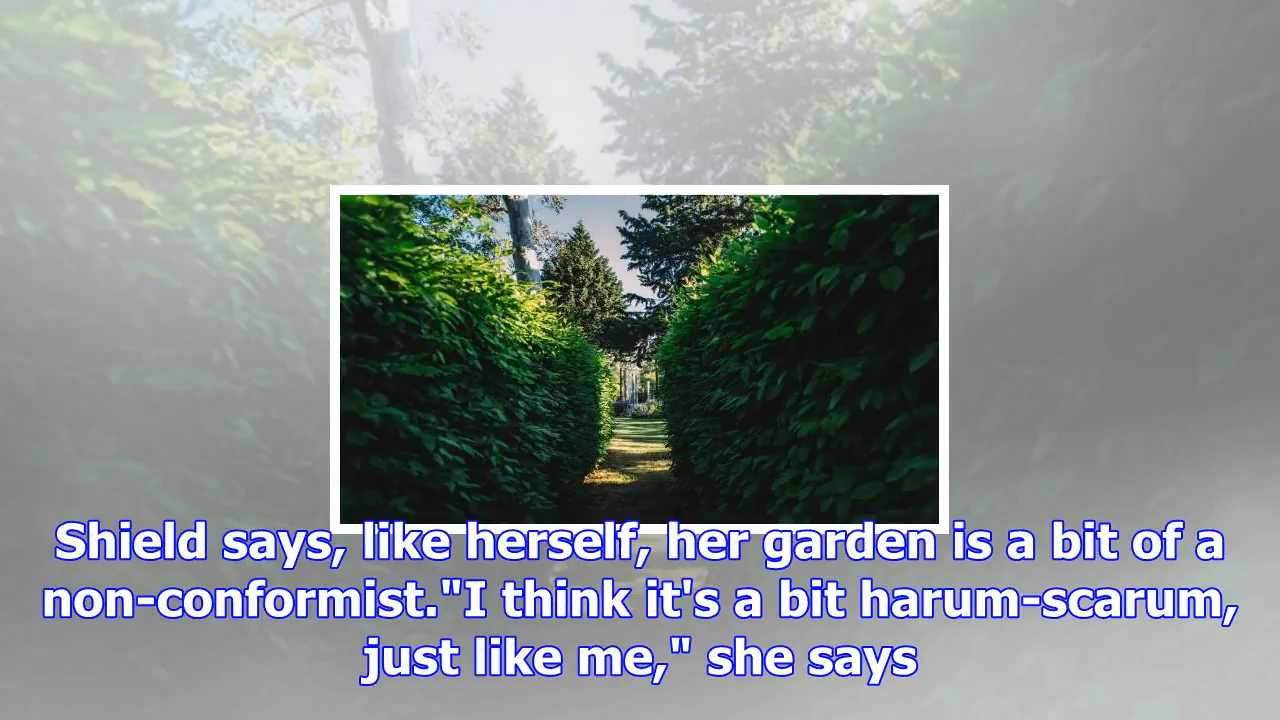 Shield says, like herself, her garden is a bit of a
non-conformist."I think it's a bit harum-scarum,
just like me," she says